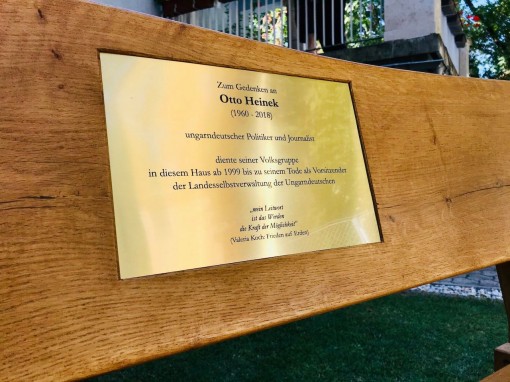 Zum Gedenken an
Otto Heinek
(1960 - 2018)
ungarndeutscher Politiker und Journalist
diente seiner Volksgruppe
in diesem Haus ab 1999 bis zu seinem Tode als Vorsitzender
der Landesselbstverwaltung der Ungarndeutschen
„mein Leitwort
ist das Werden
die Kraft der Möglichkeit“
(Valeria Koch: Frieden auf Erden)